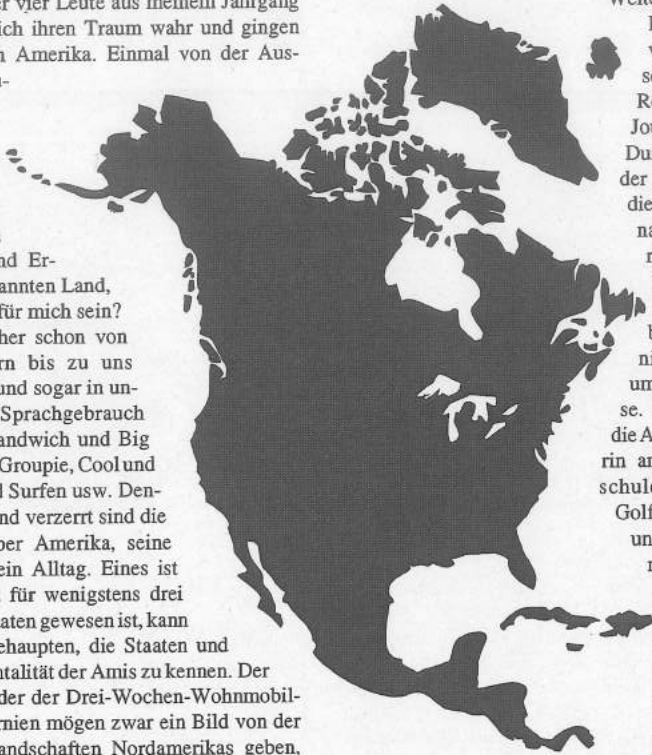 er vier Leute aus meinem Jahrgang
ich ihren Traum wahr und gingen
Amerika. Einmal von der Aus-
nd Er-
annten Land,
für mich sein?
her schon von
rn bis zu uns
und sogar in un-
Sprachgebrauch
andwich und Big
Groupie, Cool und
Surfen usw. Den-
nd verzerrt sind die
ber Amerika, seine
ein Alltag. Eines ist
für wenigstens drei
aten gewesen ist, kann
ehaupten, die Staaten und
ntalität der Amis zu kennen. Der
der der Drei-Wochen-Wohnmobil-
rnien mögen zwar ein Bild von der
andschaften Nordamerikas geben,
se
Re
Jou
Du
der
die
na
b
ni
um
se.
die A
rin an
schule
Golf
un